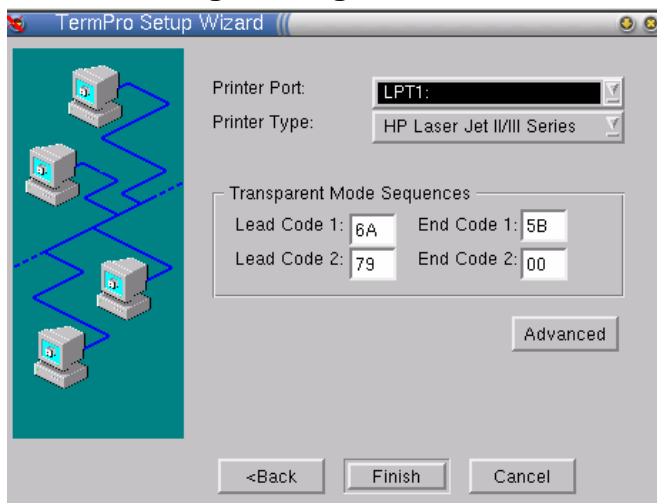 TermPro Setup Wizard
Printer Port: LPT1:
Printer Type: HP Laser Jet II/III Series
Transparent Mode Sequences
Lead Code 1: 6A End Code 1: 5B
Lead Code 2: 79 End Code 2: 00
Advanced
<Back Finish Cancel